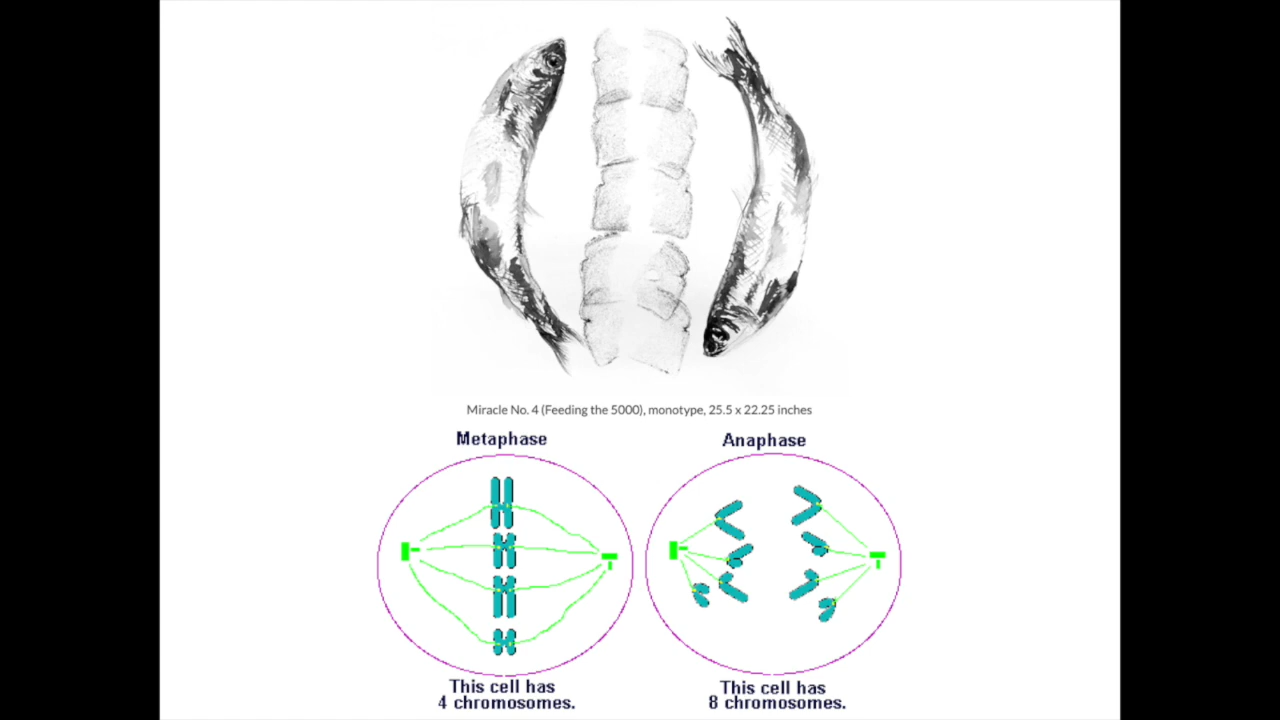 Miracle No. 4 (Feeding the 5000), monotype, 25.5 x 22.25 inches
Metaphase
Anaphase
This cell has
4 chromosomes.
This cell has
8 chromosomes.